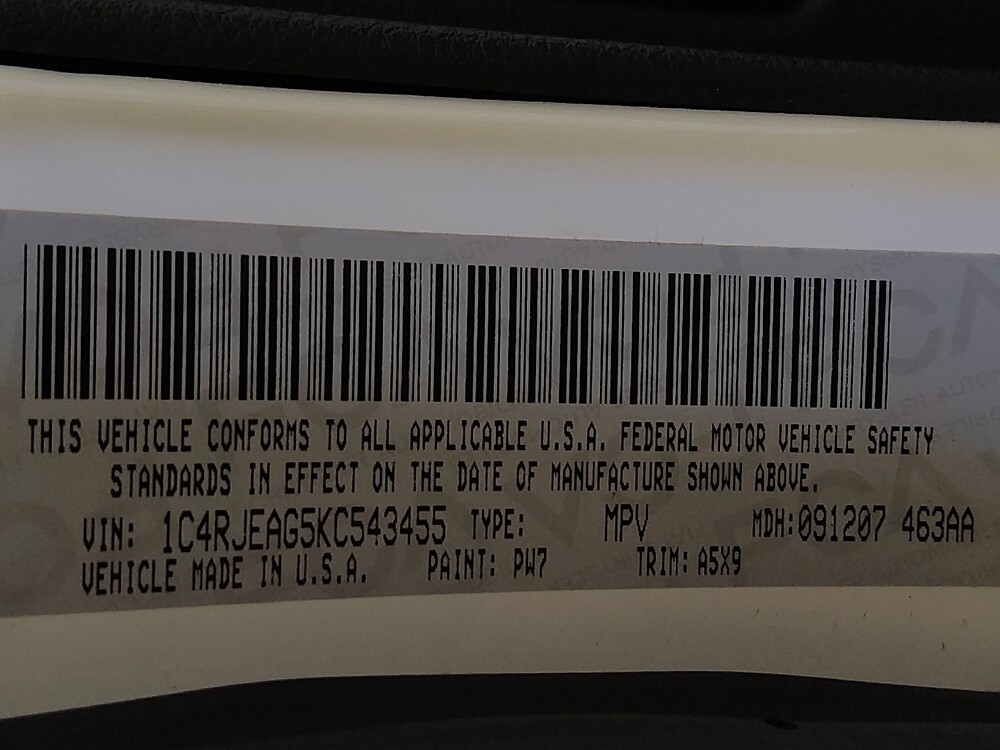 THIS VEHICLE CONFORMS TO ALL APPLICABLE U.S.A. FEDERAL MOTOR VEHICLE SAFETY
STANDARDS IN EFFECT ON THE DATE OF MANUFACTURE SHOWN ABOVE.
VIN: 1C4RJEAG5KC543455 TYPE: MPV MDH:091207 463AA
VEHICLE MADE IN U.S.A. PAINT: PW7 TRIM: A5X9